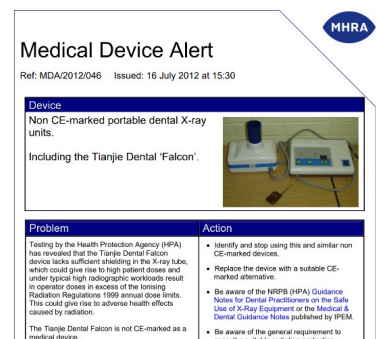 MHRA
Medical Device Alert
Ref: MDA/2012/046 Issued: 16 July 2012 at 15:30
Device
Non CE-marked portable dental X-ray
units.
Including the Tianjie Dental ‘Falcon’.
Problem
Testing by the Health Protection Agency (HPA)
has revealed that the Tianjie Dental Falcon
device lacks sufficient shielding in the X-ray tube,
which could give rise to high patient doses and
under typical high radiographic workloads result
in operator doses in excess of the Ionising
Radiation Regulations 1999 annual dose limits.
This could give rise to adverse health effects
caused by radiation.
The Tianjie Dental Falcon is not CE-marked as a
medical device
Action
• Identify and stop using this and similar non
CE-marked devices.
• Replace the device with a suitable CE-
marked alternative.
• Be aware of the NRPB (HPA) Guidance
Notes for Dental Practitioners on the Safe
Use of X-Ray Equipment or the Medical &
Dental Guidance Notes published by IPEM.
• Be aware of the general requirement to